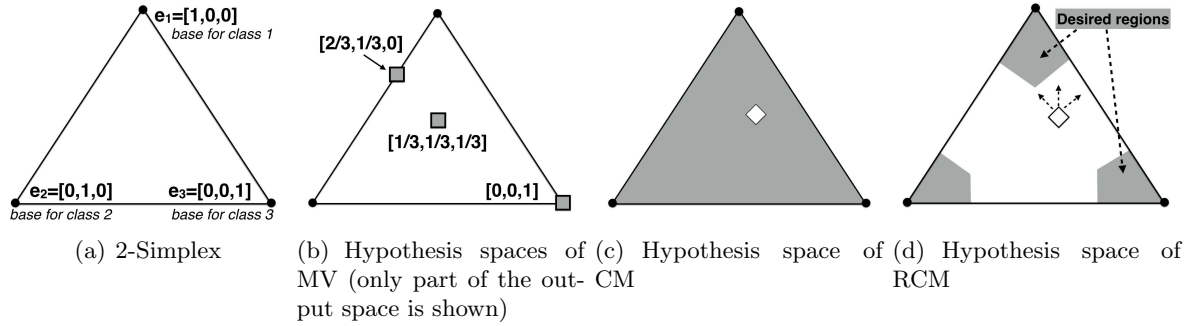 e1=[1,0,0]
base for class 1
e2=[0,1,0]
base for class 2
e3=[0,0,1]
base for class 3
[2/3,1/3,0]
[1/3,1/3,1/3]
[0,0,1]
Desired regions
(a) 2-Simplex
(b) Hypothesis spaces of
MV (only part of the out-
put space is shown)
(c) Hypothesis space of
CM
(d) Hypothesis space of
RCM